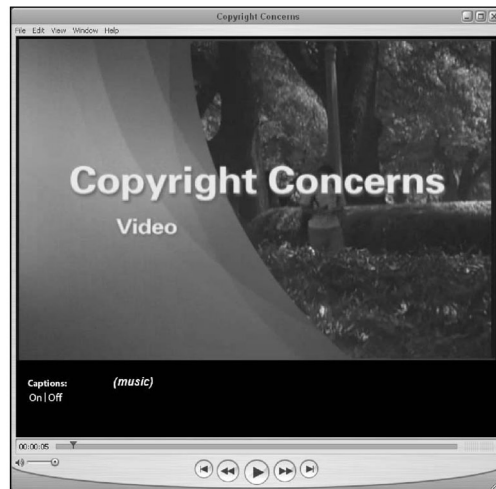 Copyright Concerns
File Edit View Window Help
Copyright Concerns
Video
Captions: (music)
On | Off
00:00:05